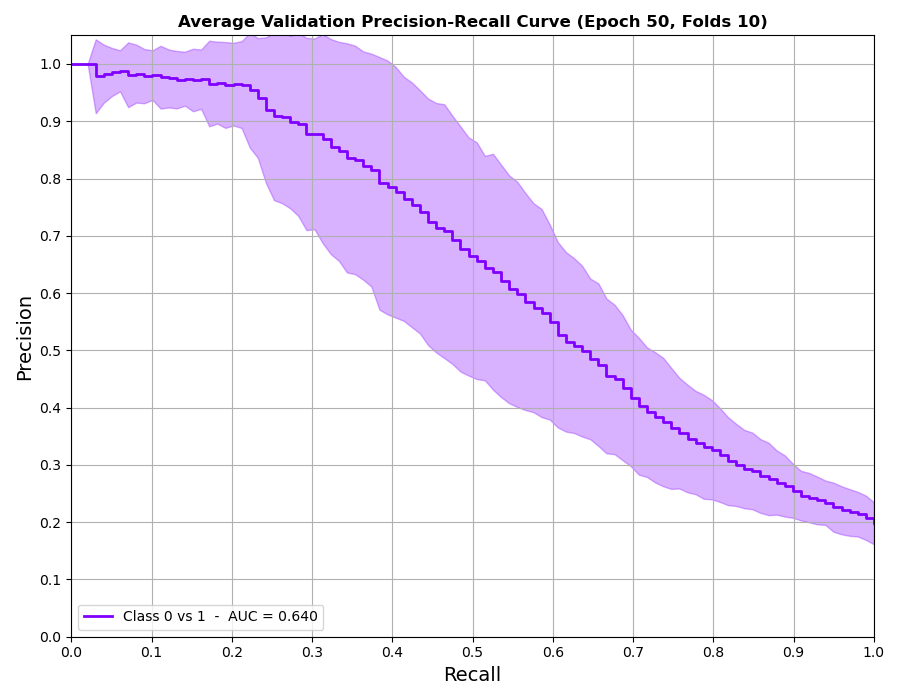 Average Validation Precision-Recall Curve (Epoch 50, Folds 10)
Precision
1.0
0.9
0.8
0.7
0.6
0.5
0.4
0.3
0.2
0.1
0.0
Class 0 vs 1 - AUC = 0.640
0.0 0.1 0.2 0.3 0.4 0.5 0.6 0.7 0.8 0.9 1.0
Recall